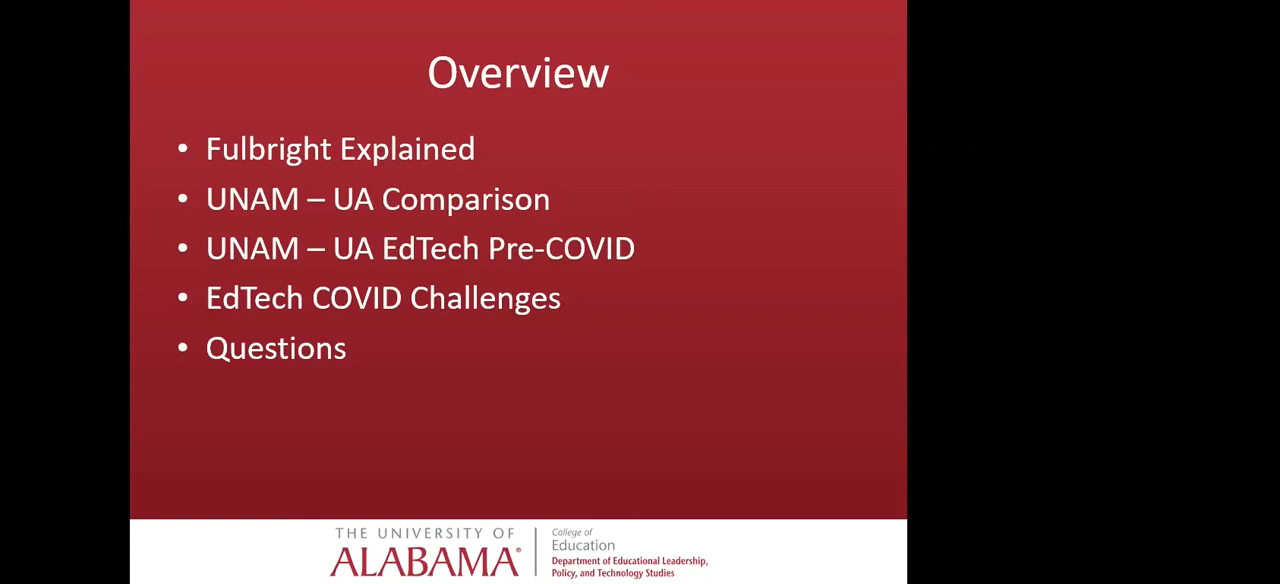 Overview
• Fulbright Explained
• UNAM – UA Comparison
• UNAM – UA EdTech Pre-COVID
• EdTech COVID Challenges
• Questions
THE UNIVERSITY OF
ALABAMA®
College of
Education
Department of Educational Leadership,
Policy, and Technology Studies